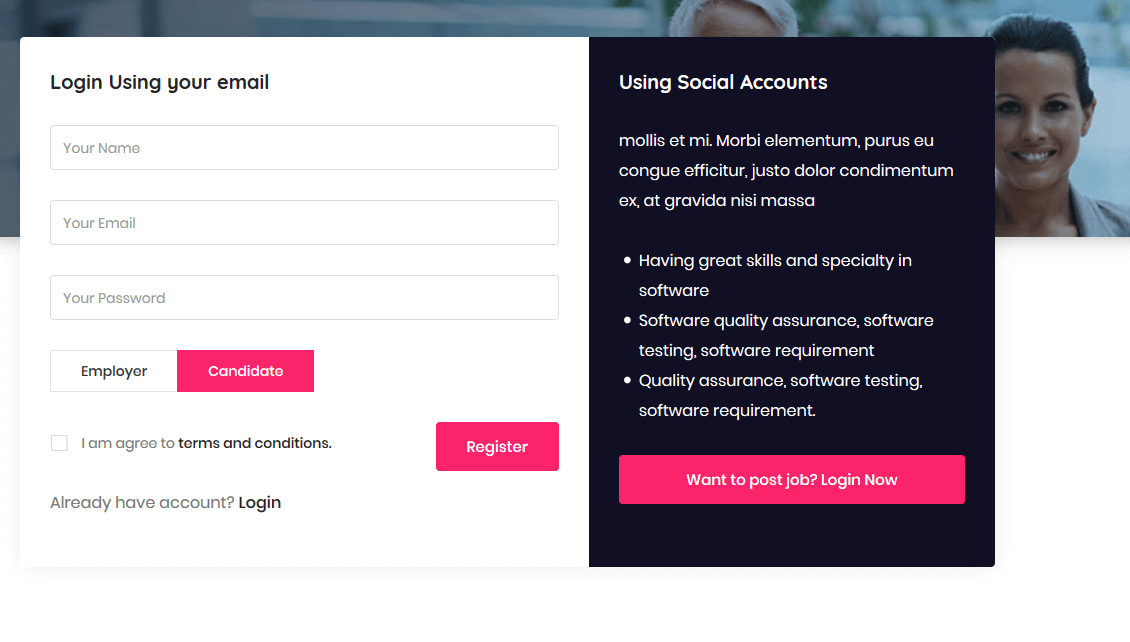 Login Using your email
Your Name
Your Email
Your Password
Employer Candidate
I am agree to terms and conditions.
Register
Already have account? Login
Using Social Accounts
mollis et mi. Morbi elementum, purus eu
congue efficitur, justo dolor condimentum
ex, at gravida nisi massa
Having great skills and specialty in
software
Software quality assurance, software
testing, software requirement
Quality assurance, software testing,
software requirement.
Want to post job? Login Now